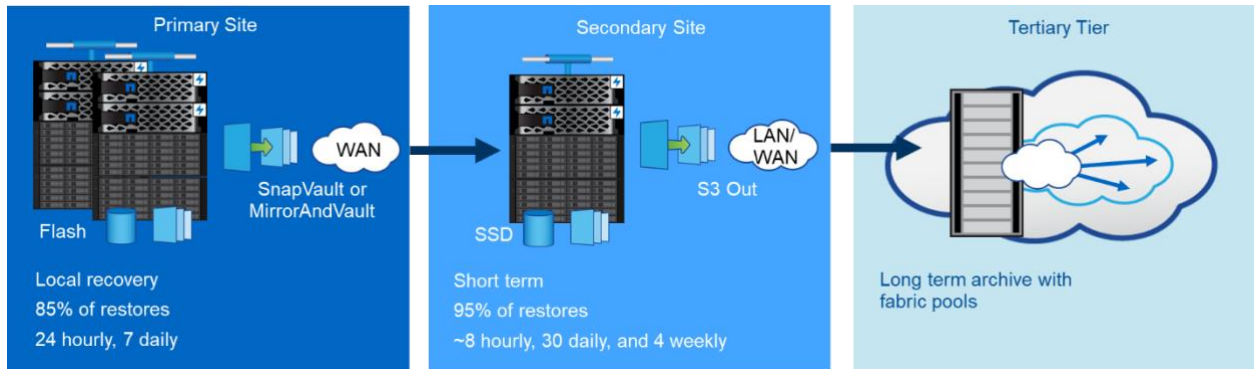 Primary Site
WAN
SnapVault or
MirrorAndVault
Flash
Local recovery
85% of restores
24 hourly, 7 daily
Secondary Site
LAN/
WAN
S3 Out
SSD
Short term
95% of restores
~8 hourly, 30 daily, and 4 weekly
Tertiary Tier
Long term archive with
fabric pools